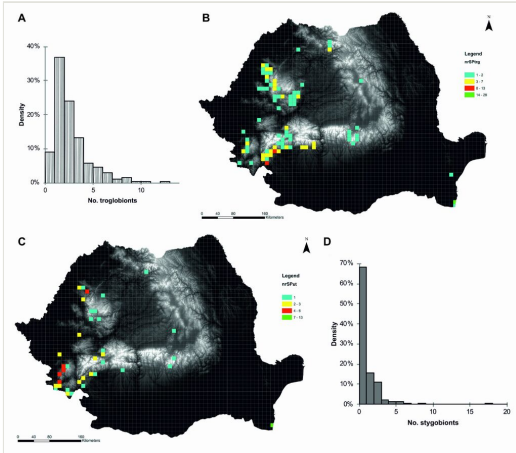 A
40%
30%
20%
10%
0%
Density
0
5
10
No. troglobionts
B
N
Legend
nrSPog
1 - 2
3 - 7
8 - 13
14 - 29
0 40 80 160
Kilometers
C
N
Legend
nrSPst
1
2 - 3
4 - 6
7 - 13
0 40 80 160
Kilometers
D
70%
60%
50%
40%
30%
20%
10%
0%
Density
0
5
10
15
20
No. stygobionts